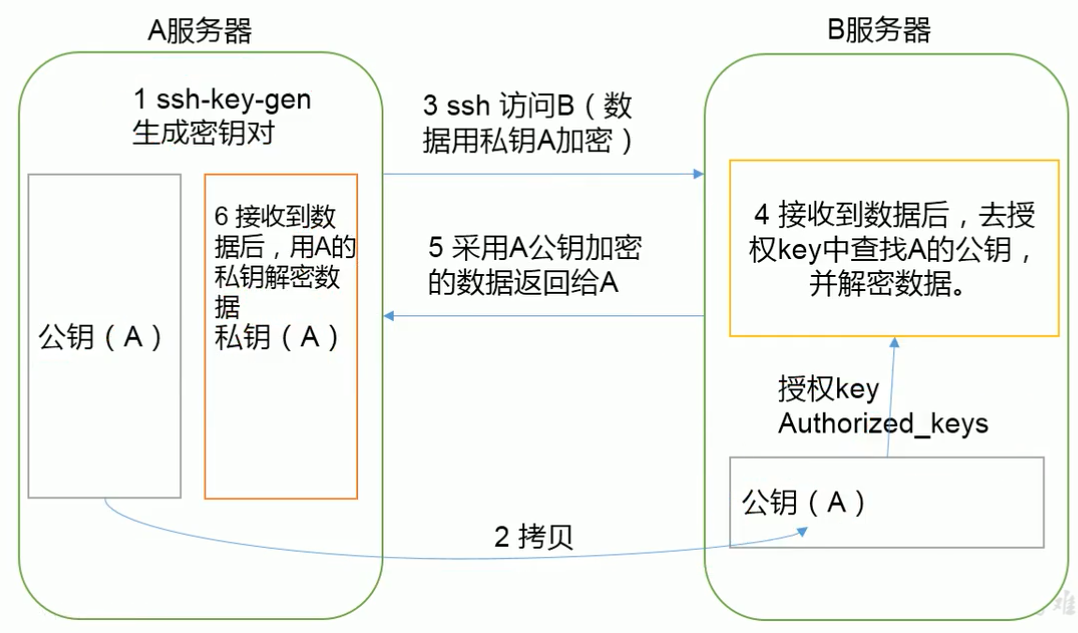 A服务器
B服务器
1 ssh-key-gen
生成密钥对
3 ssh 访问B（数
据用私钥A加密）
6 接收到数
据后，用A的
私钥解密数
据
私钥（A）
公钥（A）
5 采用A公钥加密
的数据返回给A
4 接收到数据后，去授
权key中查找A的公钥，
并解密数据。
授权key
Authorized_keys
公钥（A）
2 拷贝